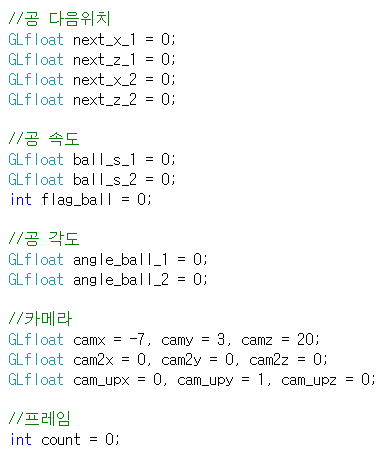 //공 다음위치
GLfloat next_x_1 = 0;
GLfloat next_z_1 = 0;
GLfloat next_x_2 = 0;
GLfloat next_z_2 = 0;
//공 속도
GLfloat ball_s_1 = 0;
GLfloat ball_s_2 = 0;
int flag_ball = 0;
//공 각도
GLfloat angle_ball_1 = 0;
GLfloat angle_ball_2 = 0;
//카메라
GLfloat camx = -7, camy = 3, camz = 20;
GLfloat cam2x = 0, cam2y = 0, cam2z = 0;
GLfloat cam_upx = 0, cam_upy = 1, cam_upz = 0;
//프레임
int count = 0;